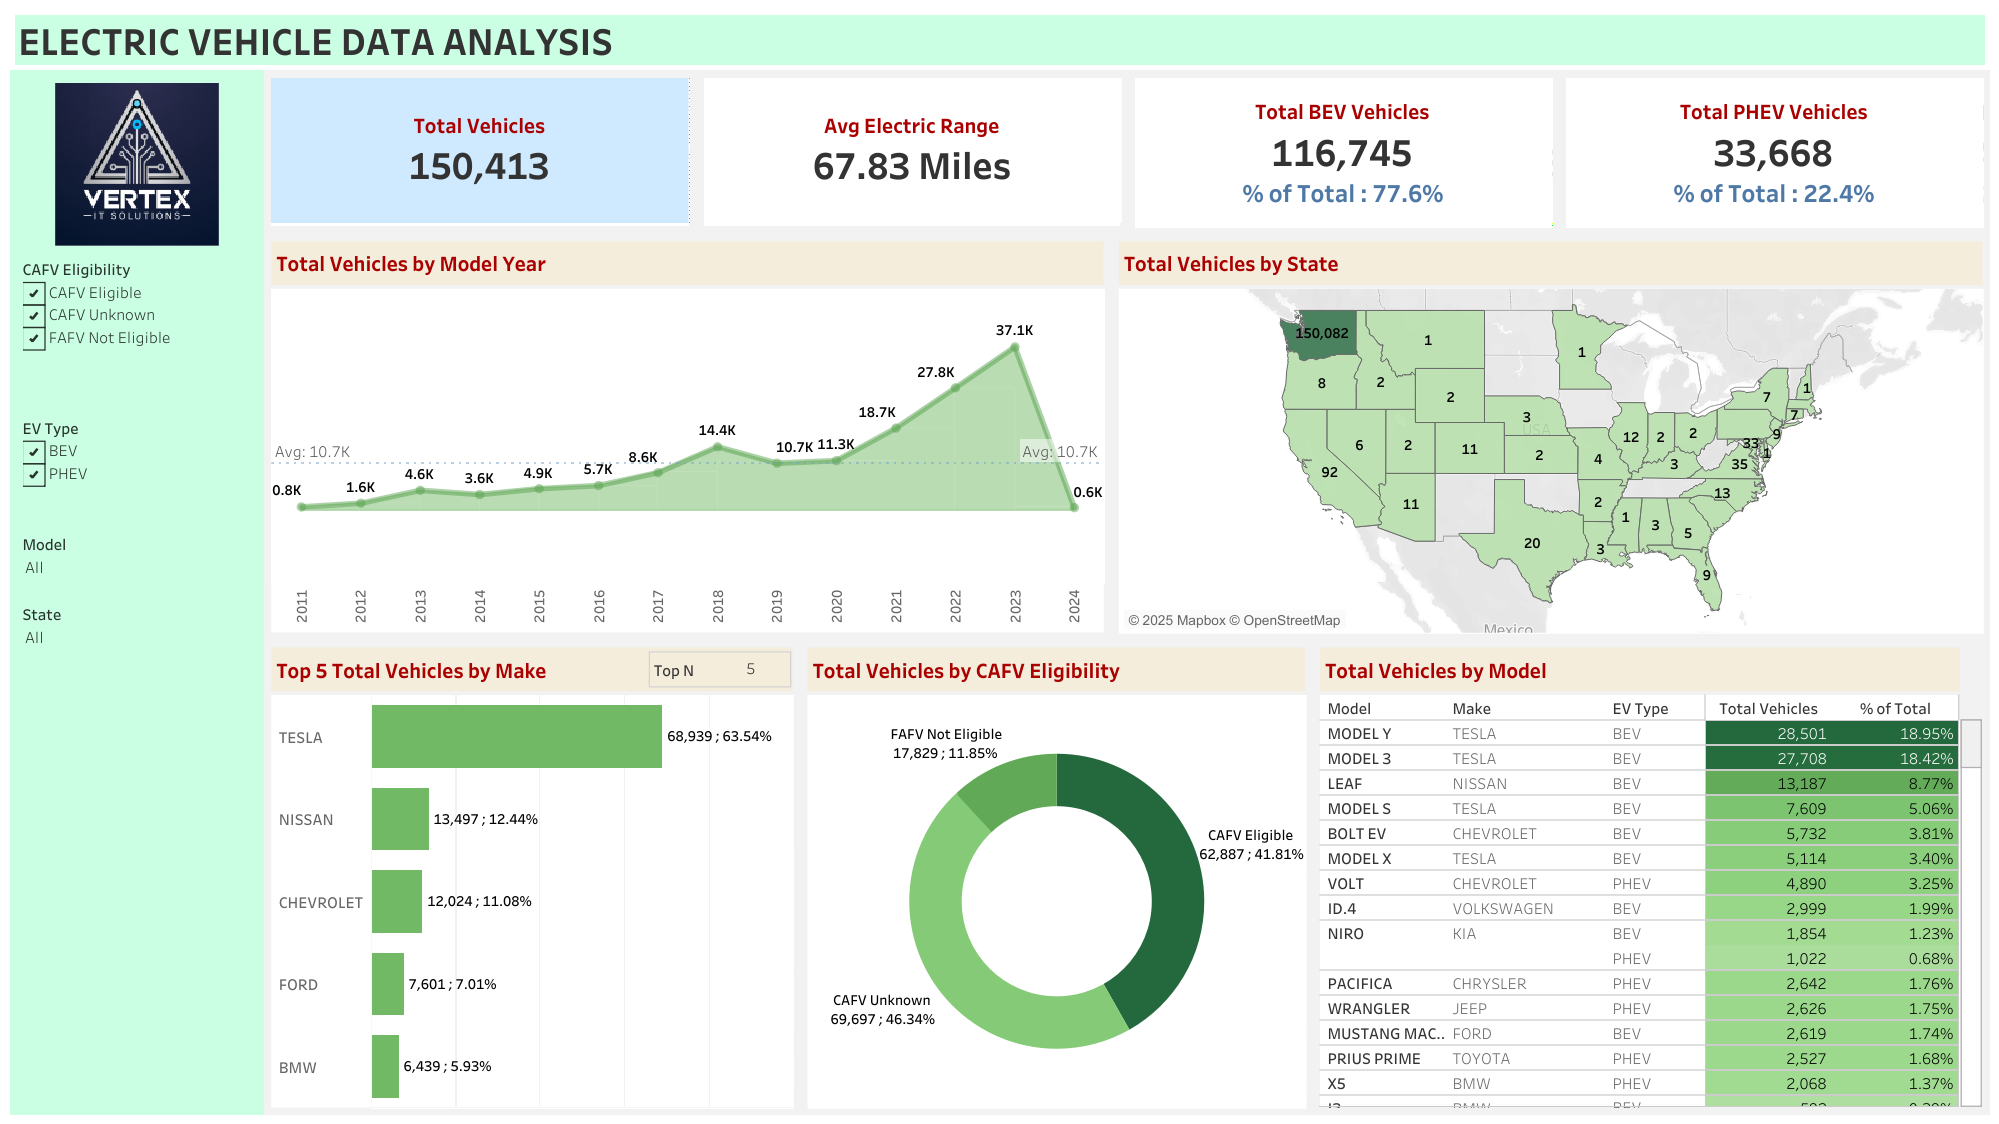 ELECTRIC VEHICLE DATA ANALYSIS
VERTEX
IT SOLUTIONS
CAFV Eligibility
CAFV Eligible
CAFV Unknown
FAFV Not Eligible
EV Type
BEV
PHEV
Model
All
State
All
Total Vehicles
150,413
Avg Electric Range
67.83 Miles
Total BEV Vehicles
116,745
% of Total : 77.6%
Total PHEV Vehicles
33,668
% of Total : 22.4%
Total Vehicles by Model Year
37.1K
27.8K
18.7K
14.4K
10.7K 11.3K
8.6K
Avg: 10.7K
Avg: 10.7K
5.7K
4.9K
4.6K
3.6K
1.6K
0.8K
0.6K
2011
2012
2013
2014
2015
2016
2017
2018
2019
2020
2021
2022
2023
2024
Total Vehicles by State
150,082
1
1
8
2
2
7
1
3
USA
7
6
2
11
2
12
2
2
9
33
1
92
4
3
35
11
2
13
1
3
5
20
3
9
© 2025 Mapbox © OpenStreetMap
Mexico
Top 5 Total Vehicles by Make
Top N 5
TESLA 68,939 ; 63.54%
NISSAN 13,497 ; 12.44%
CHEVROLET 12,024 ; 11.08%
FORD 7,601 ; 7.01%
BMW 6,439 ; 5.93%
Total Vehicles by CAFV Eligibility
FAFV Not Eligible
17,829 ; 11.85%
CAFV Eligible
62,887 ; 41.81%
CAFV Unknown
69,697 ; 46.34%
Total Vehicles by Model
Model Make EV Type Total Vehicles % of Total
MODEL Y TESLA BEV 28,501 18.95%
MODEL 3 TESLA BEV 27,708 18.42%
LEAF NISSAN BEV 13,187 8.77%
MODEL S TESLA BEV 7,609 5.06%
BOLT EV CHEVROLET BEV 5,732 3.81%
MODEL X TESLA BEV 5,114 3.40%
VOLT CHEVROLET PHEV 4,890 3.25%
ID.4 VOLKSWAGEN BEV 2,999 1.99%
NIRO KIA BEV 1,854 1.23%
PHEV 1,022 0.68%
PACIFICA CHRYSLER PHEV 2,642 1.76%
WRANGLER JEEP PHEV 2,626 1.75%
MUSTANG MAC.. FORD BEV 2,619 1.74%
PRIUS PRIME TOYOTA PHEV 2,527 1.68%
X5 BMW PHEV 2,068 1.37%